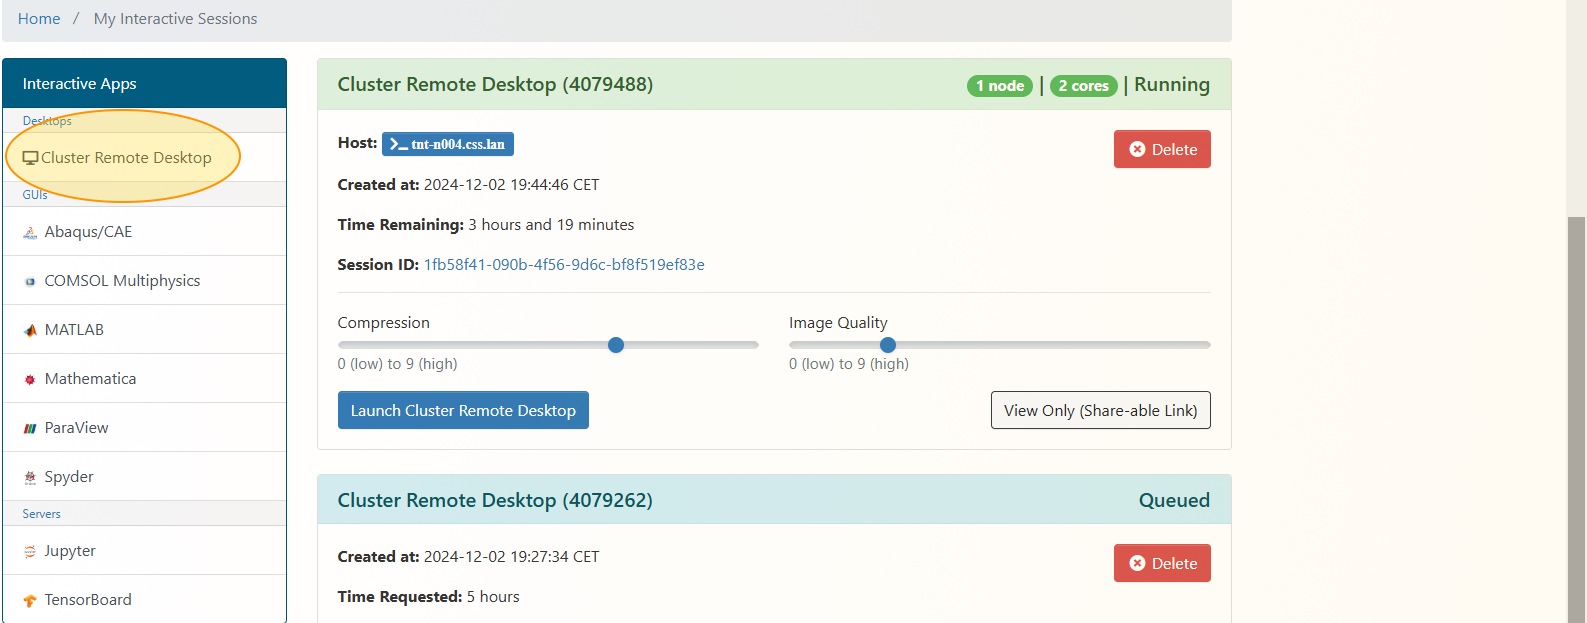 Home / My Interactive Sessions
Interactive Apps
Desktops
Cluster Remote Desktop
GUIs
Abaqus/CAE
COMSOL Multiphysics
MATLAB
Mathematica
ParaView
Spyder
Servers
Jupyter
TensorBoard
Cluster Remote Desktop (4079488) 1 node | 2 cores | Running
Host: >_ tnt-n004.css.lan Delete
Created at: 2024-12-02 19:44:46 CET
Time Remaining: 3 hours and 19 minutes
Session ID: 1fb58f41-090b-4f56-9d6c-bf8f519ef83e
Compression
0 (low) to 9 (high)
Image Quality
0 (low) to 9 (high)
Launch Cluster Remote Desktop View Only (Share-able Link)
Cluster Remote Desktop (4079262) Queued
Created at: 2024-12-02 19:27:34 CET Delete
Time Requested: 5 hours